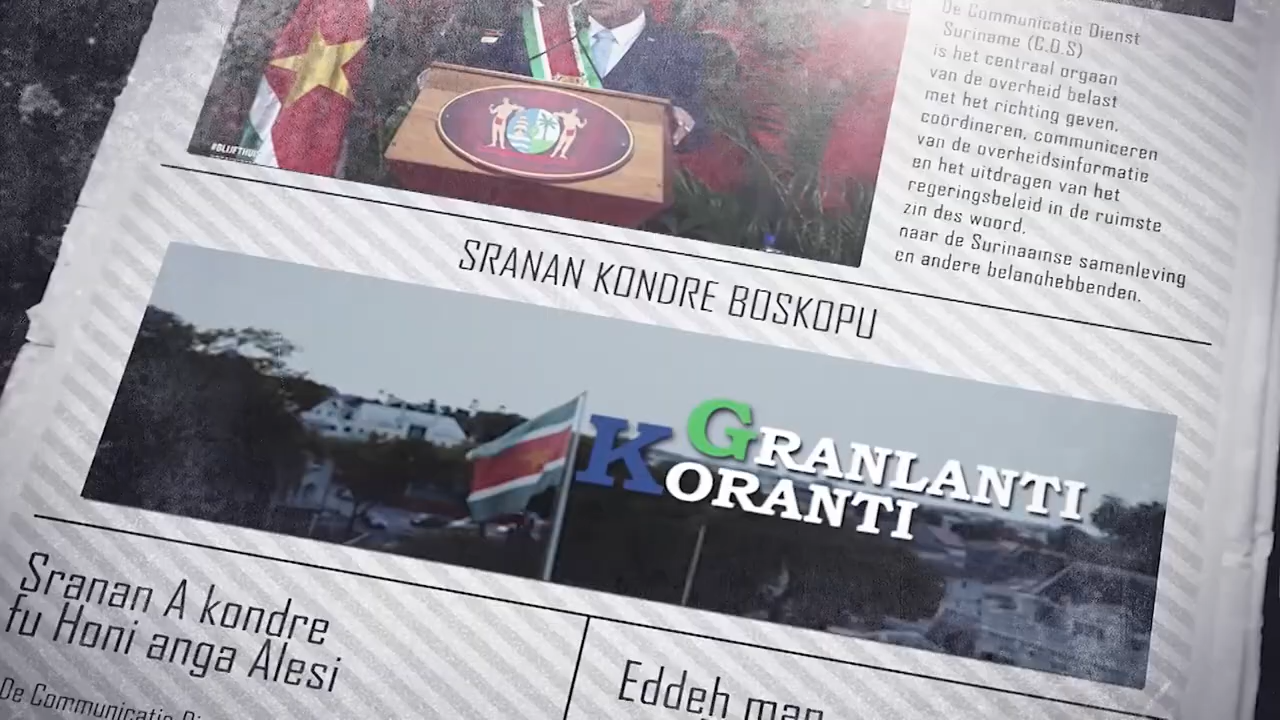 De Communicatie Dienst
Suriname (C.D.S)
is het centraal orgaan
van de overheid belast
met het richting geven,
coördineren, communiceren
van de overheidsinformatie
en het uitdragen van het
regeringsbeleid in de ruimste
zin des woord,
naar de Surinaamse samenleving
en andere belanghebbenden.
SRANAN KONDRE BOSKOPU
GRANLANTI
KORANTI
Sranan A kondre
fu Honi anga Alesi
De Communicatie
Eddeh man